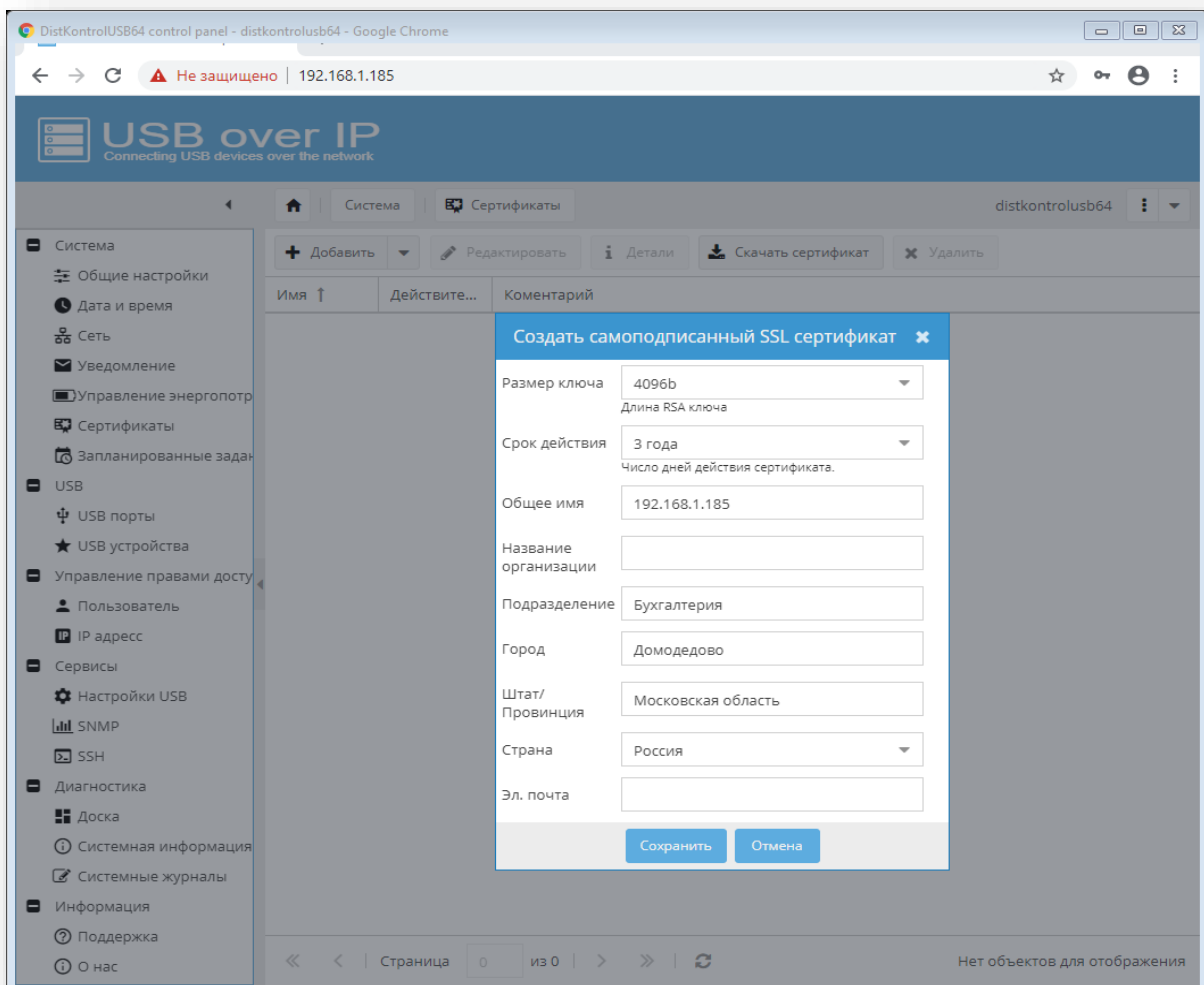 DistKontrolUSB64 control panel - distkontrolusb64 - Google Chrome
Не защищено 192.168.1.185
USB over IP
Connecting USB devices over the network
Система Сертификаты distkontrolusb64
Добавить Редактировать Детали Скачать сертификат Удалить
Имя Действите... Коментарий
Система
Общие настройки
Дата и время
Сеть
Уведомление
Управление энергопотр
Сертификаты
Запланированные задан
USB
USB порты
USB устройства
Управление правами досту
Пользователь
IP адресс
Сервисы
Настройки USB
SNMP
SSH
Диагностика
Доска
Системная информация
Системные журналы
Информация
Поддержка
О нас
Создать самоподписанный SSL сертификат
Размер ключа 4096b
Длина RSA ключа
Срок действия 3 года
Число дней действия сертификата.
Общее имя 192.168.1.185
Название
организации
Подразделение Бухгалтерия
Город Домодедово
Штат/
Провинция Московская область
Страна Россия
Эл. почта
Сохранить Отмена
Страница 0 из 0 Нет объектов для отображения